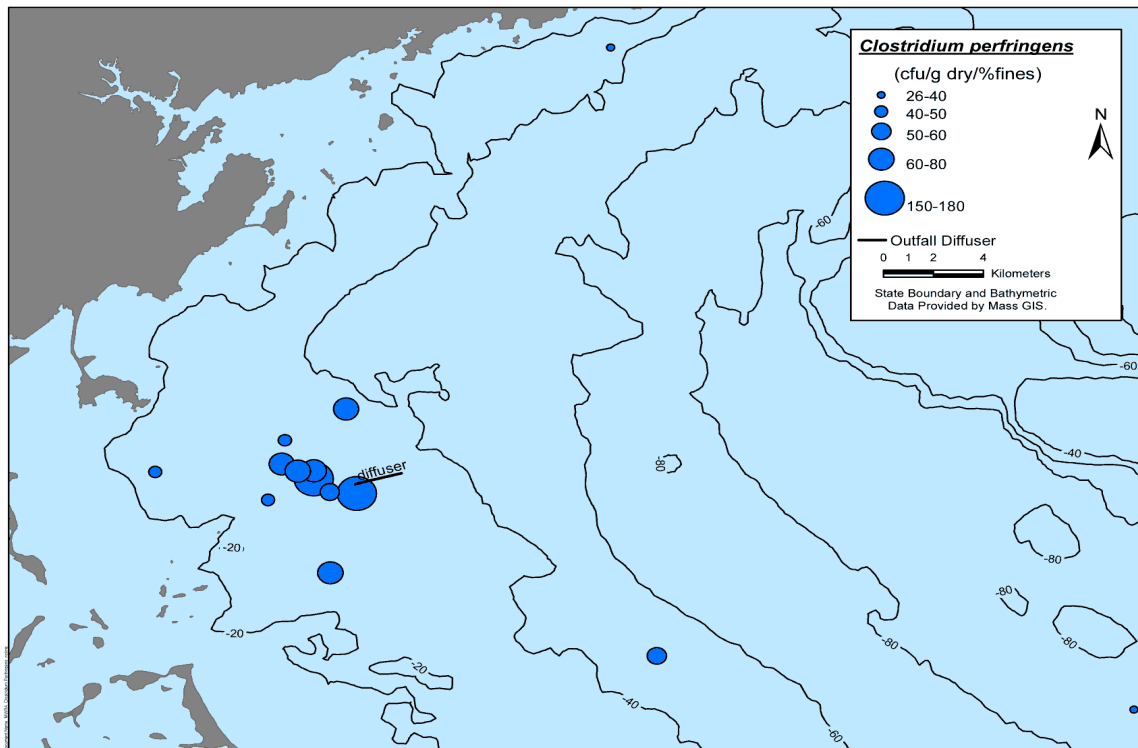 Clostridium perfringens
(cfu/g dry/%fines)
26-40
40-50
50-60
60-80
150-180
N
Outfall Diffuser
0 1 2 4
Kilometers
State Boundary and Bathymetric
Data Provided by Mass GIS.
-60
-60
-40
-80
diffuser
-20
-80
-80
-20
-80
-80
-20
-40
-60